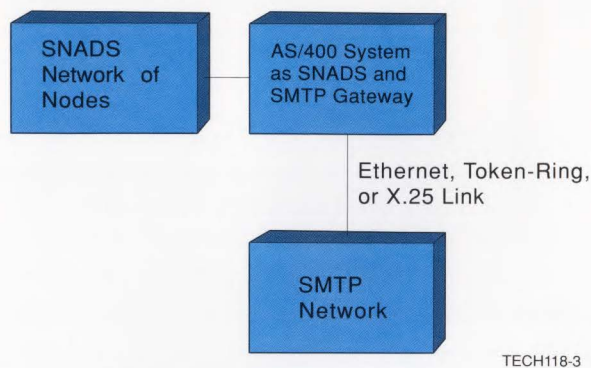 SNADS
Network of
Nodes
AS/400 System
as SNADS and
SMTP Gateway
Ethernet, Token-Ring,
or X.25 Link
SMTP
Network
TECH118-3